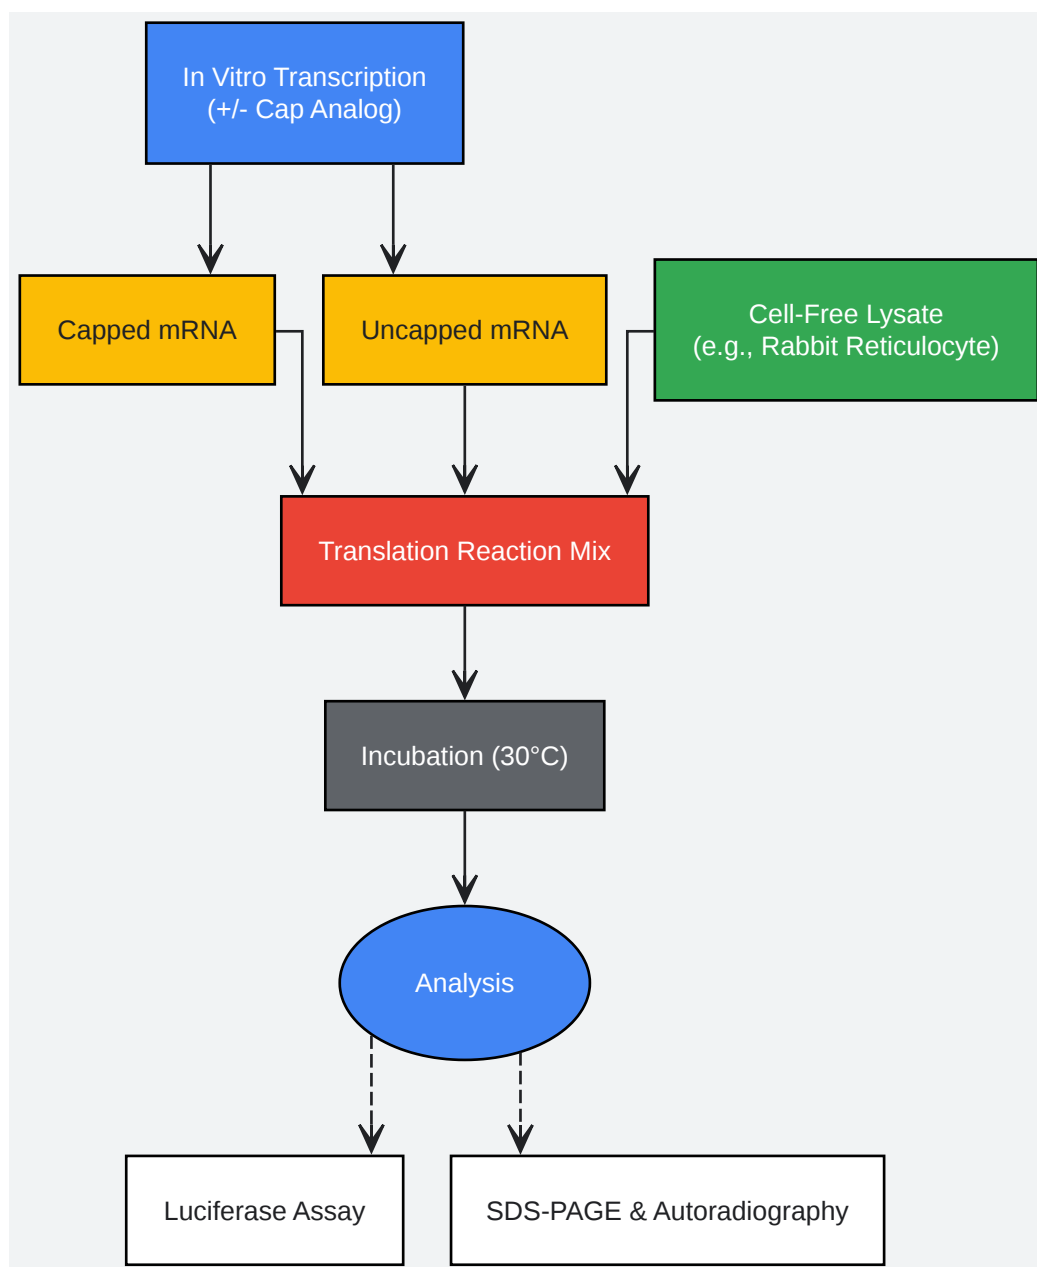 In Vitro Transcription
(+/- Cap Analog)
Capped mRNA
Uncapped mRNA
Cell-Free Lysate
(e.g., Rabbit Reticulocyte)
Translation Reaction Mix
Incubation (30°C)
Analysis
Luciferase Assay
SDS-PAGE & Autoradiography